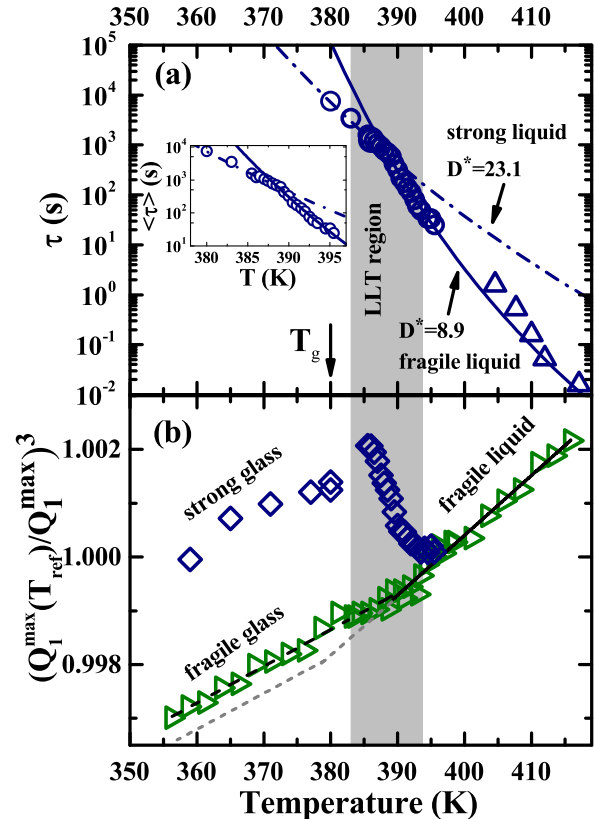 350 360 370 380 390 400 410
10^5
(a)
10^4
10^3
10^2
10^1
10^0
10^-1
10^-2
τ (s)
strong liquid
D*=23.1
LLT region
D*=8.9
fragile liquid
T_g
<τ> (s)
10^4
10^3
10^2
10^1
380 385 390 395
T (K)
(b)
1.002
1.000
0.998
(Q_1^max(T_ref)/Q_1^max)^3
strong glass
fragile liquid
fragile glass
350 360 370 380 390 400 410
Temperature (K)